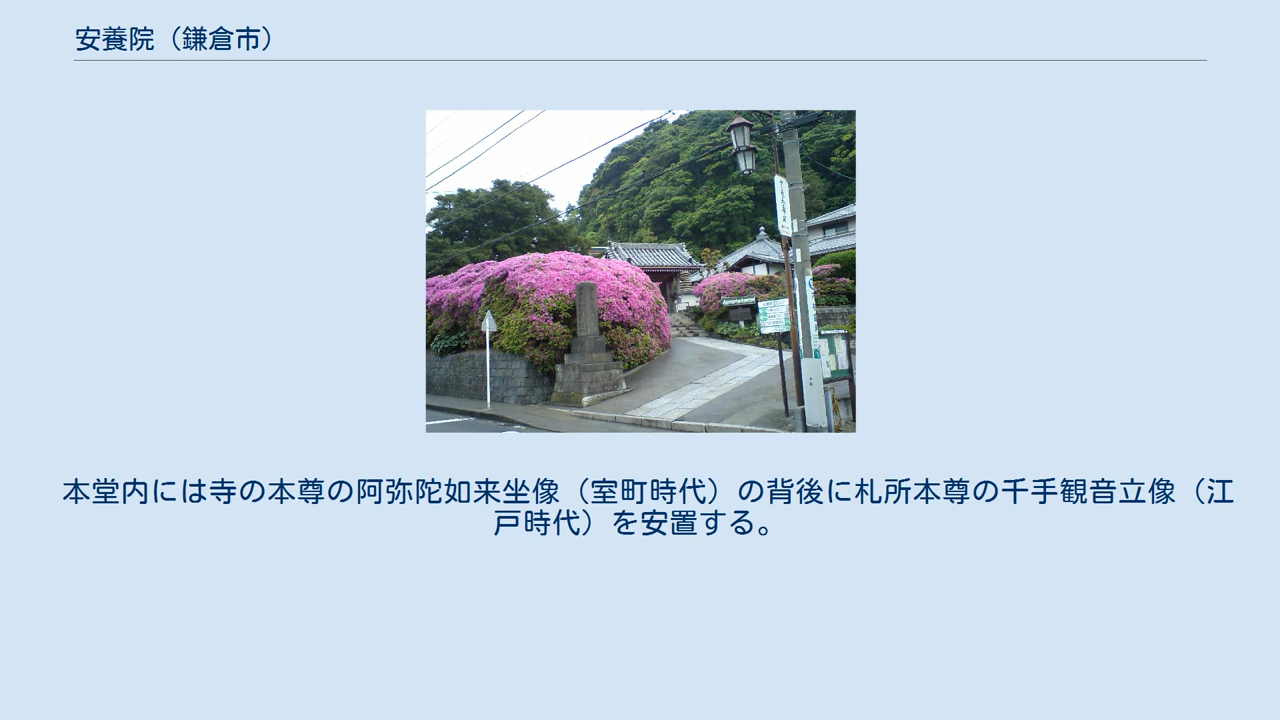 安養院（鎌倉市）
本堂内には寺の本尊の阿弥陀如来坐像（室町時代）の背後に札所本尊の千手観音立像（江
戸時代）を安置する。